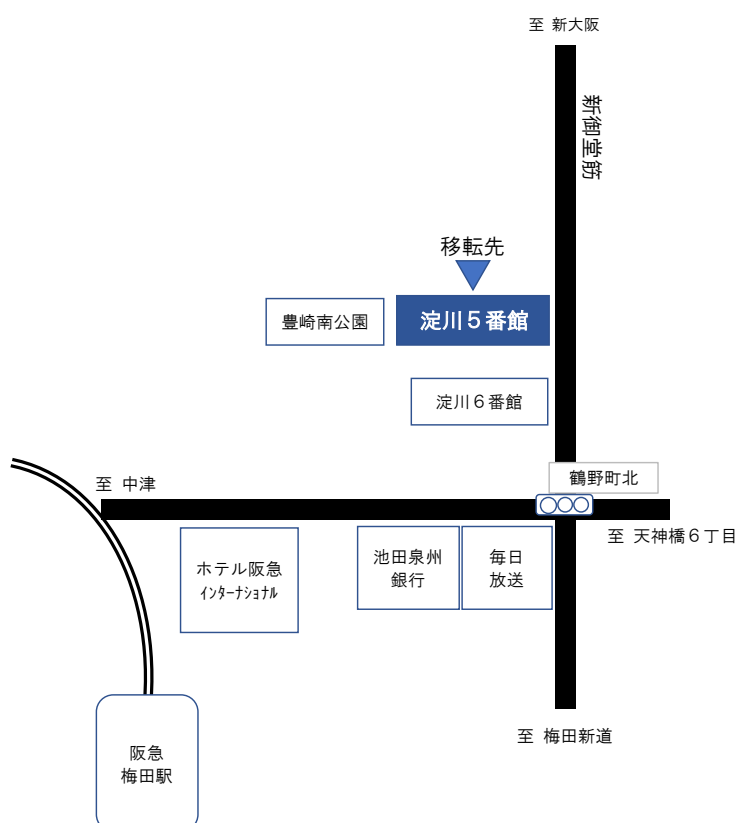 至 新大阪
新御堂筋
移転先
豊崎南公園
淀川５番館
淀川６番館
鶴野町北
至 中津
至 天神橋６丁目
ホテル阪急
ｲﾝﾀｰﾅｼｮﾅﾙ
池田泉州
銀行
毎日
放送
至 梅田新道
阪急
梅田駅